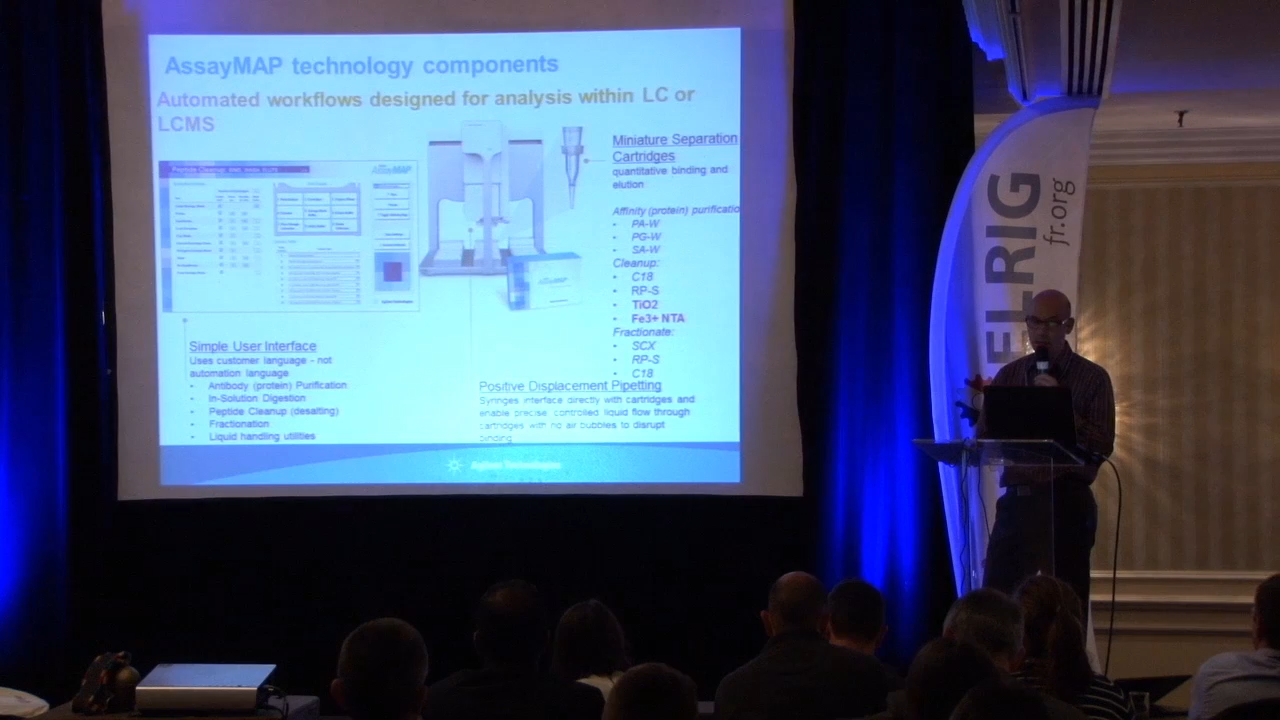 AssayMAP technology components
Automated workflows designed for analysis within LC or
LCMS
Peptide Cleanup:
AssayMAP
Miniature Separation
Cartridges
quantitative binding and
elution
Affinity (protein) purificatio
• PA-W
• PG-W
• SA-W
Cleanup:
• C18
• RP-S
• TiO2
• Fe3+ NTA
Fractionate:
• SCX
• RP-S
• C18
Simple User Interface
Uses customer language - not
automation language
• Antibody (protein) Purification
• In-Solution Digestion
• Peptide Cleanup (desalting)
• Fractionation
• Liquid handling utilities
Positive Displacement Pipetting
Syringes interface directly with cartridges and
enable precise, controlled liquid flow through
cartridges with no air bubbles to disrupt
binding
Agilent Technologies
ELRIG
fr.org